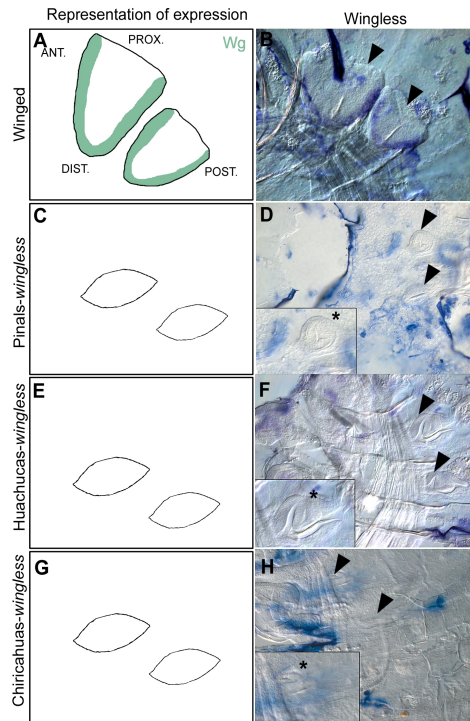 Representation of expression
Wingless
Winged
A
ANT.
PROX.
Wg
DIST.
POST.
B
Pinals-wingless
C
D
*
Huachucas-wingless
E
F
*
Chiricahuas-wingless
G
H
*